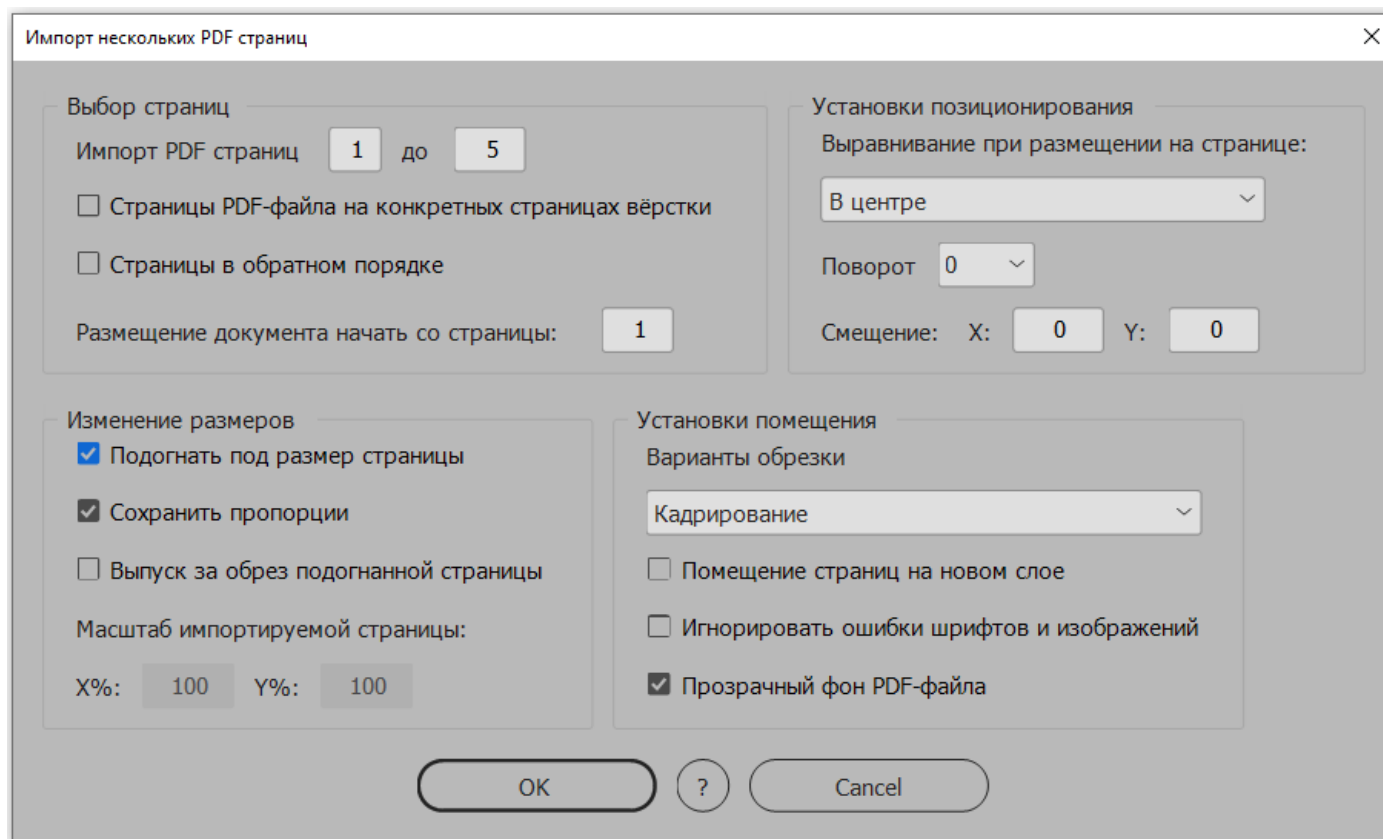 Импорт нескольких PDF страниц
Выбор страниц
Импорт PDF страниц 1 до 5
Страницы PDF-файла на конкретных страницах вёрстки
Страницы в обратном порядке
Размещение документа начать со страницы: 1
Установки позиционирования
Выравнивание при размещении на странице:
В центре
Поворот 0
Смещение: X: 0 Y: 0
Изменение размеров
Подогнать под размер страницы
Сохранить пропорции
Выпуск за обрез подогнанной страницы
Масштаб импортируемой страницы:
X%: 100 Y%: 100
Установки помещения
Варианты обрезки
Кадрирование
Помещение страниц на новом слое
Игнорировать ошибки шрифтов и изображений
Прозрачный фон PDF-файла
OK ? Cancel